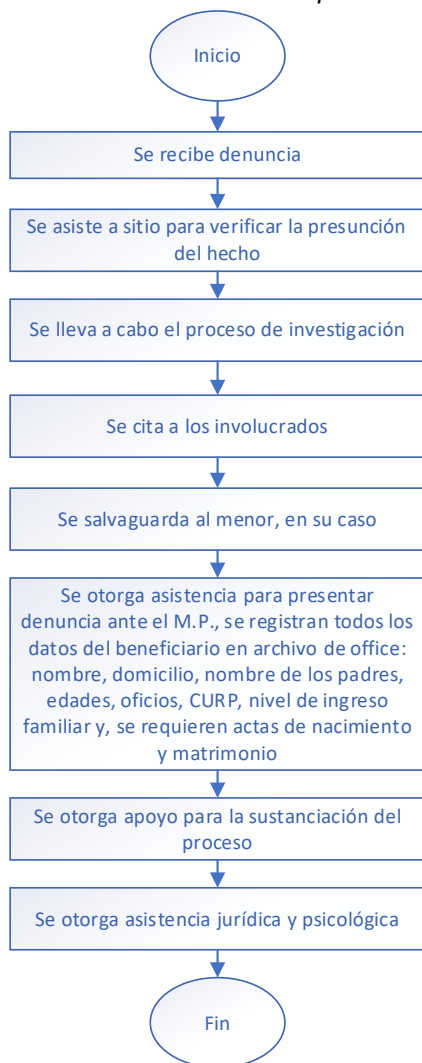 Inicio
Se recibe denuncia
Se asiste a sitio para verificar la presunción
del hecho
Se lleva a cabo el proceso de investigación
Se cita a los involucrados
Se salvaguarda al menor, en su caso
Se otorga asistencia para presentar
denuncia ante el M.P., se registran todos los
datos del beneficiario en archivo de office:
nombre, domicilio, nombre de los padres,
edades, oficios, CURP, nivel de ingreso
familiar y, se requieren actas de nacimiento
y matrimonio
Se otorga apoyo para la sustanciación del
proceso
Se otorga asistencia jurídica y psicológica
Fin